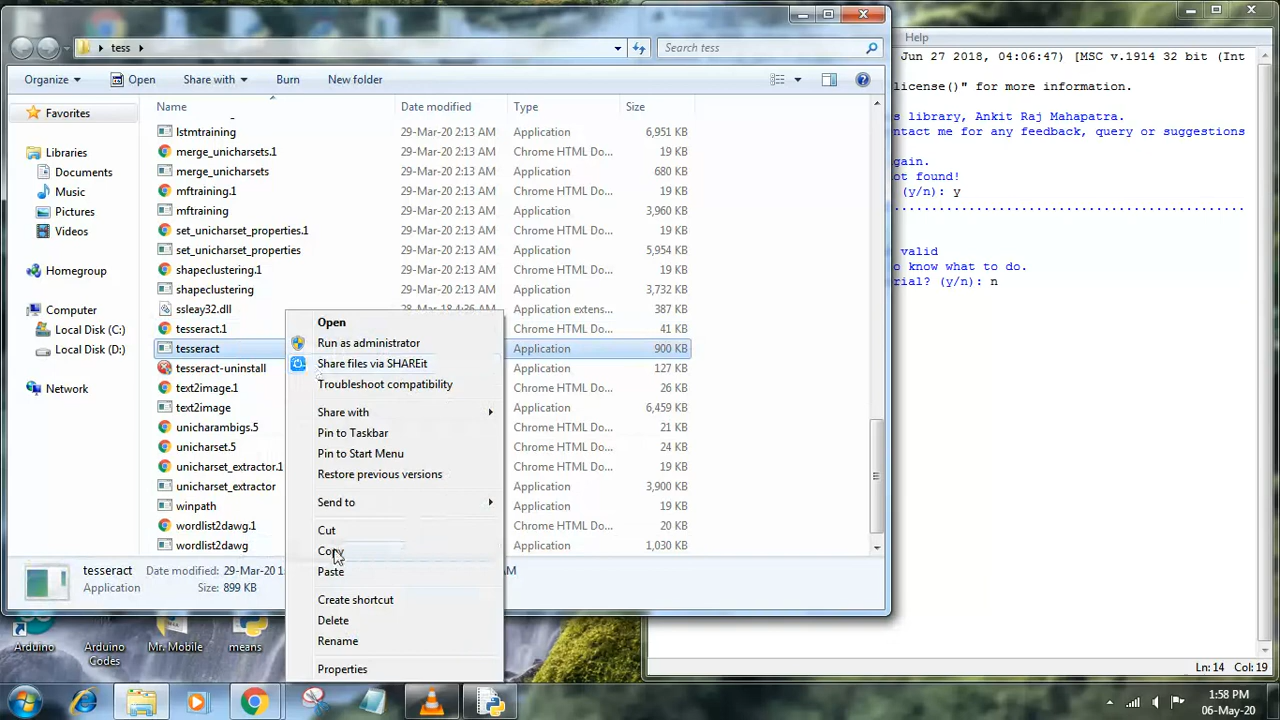 tess
Search tess
Organize
Open
Share with
Burn
New folder
Name
Date modified
Type
Size
Favorites
Libraries
Documents
Music
Pictures
Videos
Homegroup
Computer
Local Disk (C:)
Local Disk (D:)
Network
lstmtraining 29-Mar-20 2:13 AM Application 6,951 KB
merge_unicharsets.1 29-Mar-20 2:13 AM Chrome HTML Do... 19 KB
merge_unicharsets 29-Mar-20 2:13 AM Application 680 KB
mftraining.1 29-Mar-20 2:13 AM Chrome HTML Do... 19 KB
mftraining 29-Mar-20 2:13 AM Application 3,960 KB
set_unicharset_properties.1 29-Mar-20 2:13 AM Chrome HTML Do... 19 KB
set_unicharset_properties 29-Mar-20 2:13 AM Application 5,954 KB
shapeclustering.1 29-Mar-20 2:13 AM Chrome HTML Do... 19 KB
shapeclustering 29-Mar-20 2:13 AM Application 3,732 KB
ssleay32.dll Application exten... 387 KB
tesseract.1 Chrome HTML Do... 41 KB
tesseract Application 900 KB
tesseract-uninstall Application 127 KB
text2image.1 Chrome HTML Do... 26 KB
text2image Application 6,459 KB
unicharambigs.5 Chrome HTML Do... 21 KB
unicharset.5 Chrome HTML Do... 24 KB
unicharset_extractor.1 Chrome HTML Do... 19 KB
unicharset_extractor Application 3,900 KB
winpath Application 19 KB
wordlist2dawg.1 Chrome HTML Do... 20 KB
wordlist2dawg Application 1,030 KB
Open
Run as administrator
Share files via SHAREit
Troubleshoot compatibility
Share with
Pin to Taskbar
Pin to Start Menu
Restore previous versions
Send to
Cut
Copy
Paste
Create shortcut
Delete
Rename
Properties
tesseract Date modified: 29-Mar-20 AM
Application Size: 899 KB
Help
Jun 27 2018, 04:06:47) [MSC v.1914 32 bit (Int
license()" for more information.
s library, Ankit Raj Mahapatra.
ntact me for any feedback, query or suggestions
gain.
ot found!
(y/n): y
valid
o know what to do.
rial? (y/n): n
Ln: 14 Col: 19
Arduino
Arduino Codes
Mr. Mobile
means
1:58 PM
06-May-20